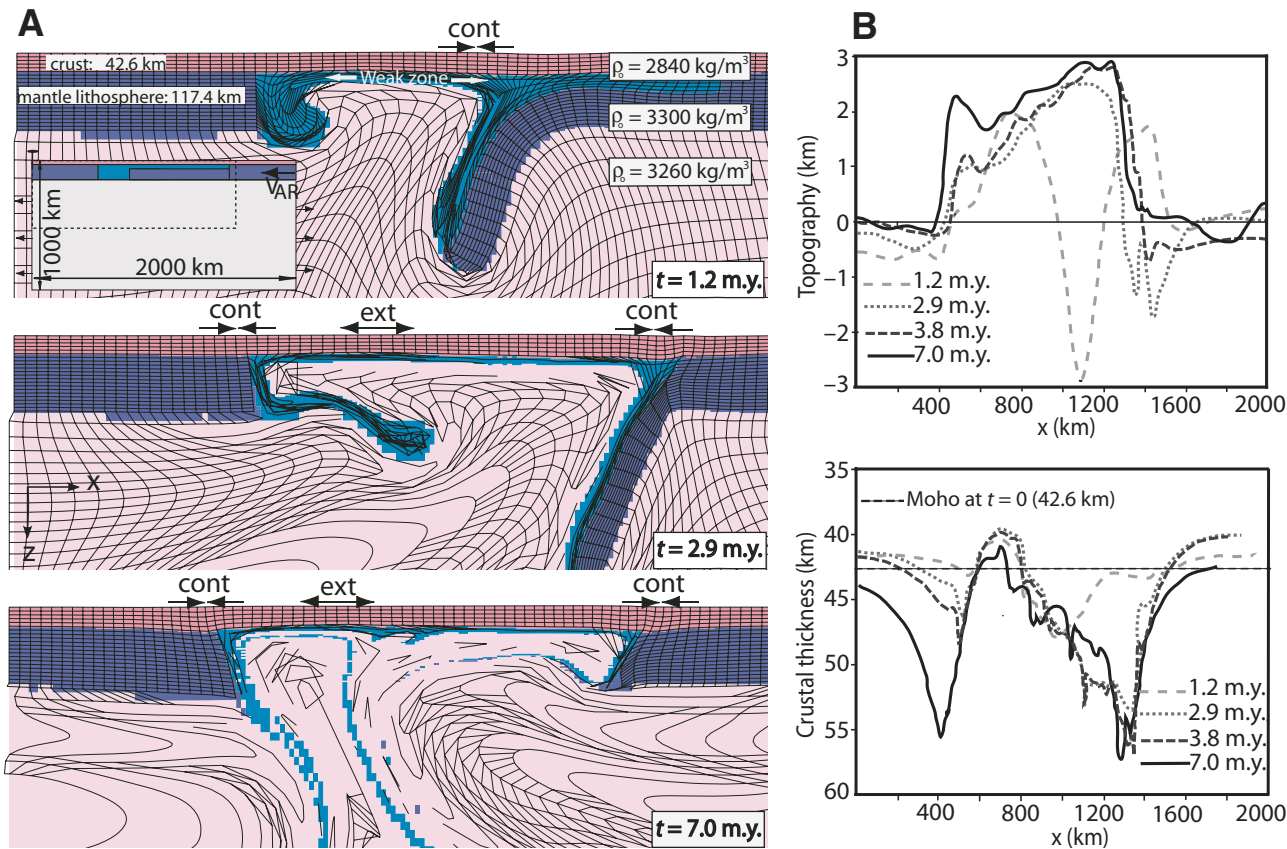 A
cont
crust: 42.6 km
ρₒ = 2840 kg/m³
Weak zone
mantle lithosphere: 117.4 km
ρₒ = 3300 kg/m³
ρₒ = 3260 kg/m³
V_AR
1000 km
2000 km
t = 1.2 m.y.
cont
ext
cont
x
z
t = 2.9 m.y.
cont
ext
cont
t = 7.0 m.y.
B
Topography (km)
3
2
1
0
−1
−2
−3
1.2 m.y.
2.9 m.y.
3.8 m.y.
7.0 m.y.
400
800
1200
1600
2000
x (km)
Crustal thickness (km)
35
40
45
50
55
60
Moho at t = 0 (42.6 km)
1.2 m.y.
2.9 m.y.
3.8 m.y.
7.0 m.y.
400
800
1200
1600
2000
x (km)